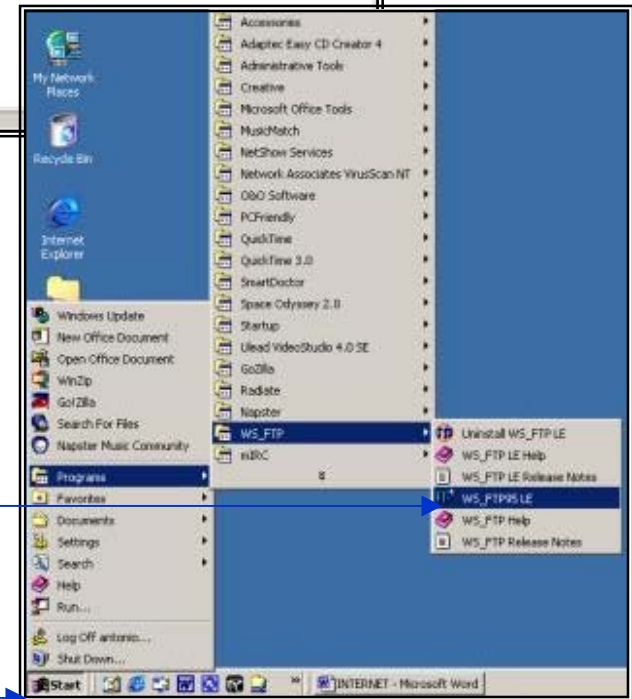 My Network
Places
Recycle Bin
Internet
Explorer
Accessories
Adaptec Easy CD Creator 4
Administrative Tools
Creative
Microsoft Office Tools
MusicMatch
NetShow Services
Network Associates VirusScan NT
O&O Software
PCFriendly
QuickTime
QuickTime 3.0
SmartDoctor
Space Odyssey 2.0
Startup
Ulead VideoStudio 4.0 SE
GoZilla
Radiate
Napster
WS_FTP
mIRC
Windows Update
New Office Document
Open Office Document
WinZip
Go!Zilla
Search For Files
Napster Music Community
Programs
Favorites
Documents
Settings
Search
Help
Run...
Log Off antonio...
Shut Down...
Uninstall WS_FTP LE
WS_FTP LE Help
WS_FTP LE Release Notes
WS_FTP95 LE
WS_FTP Help
WS_FTP Release Notes
Start
INTERNET - Microsoft Word